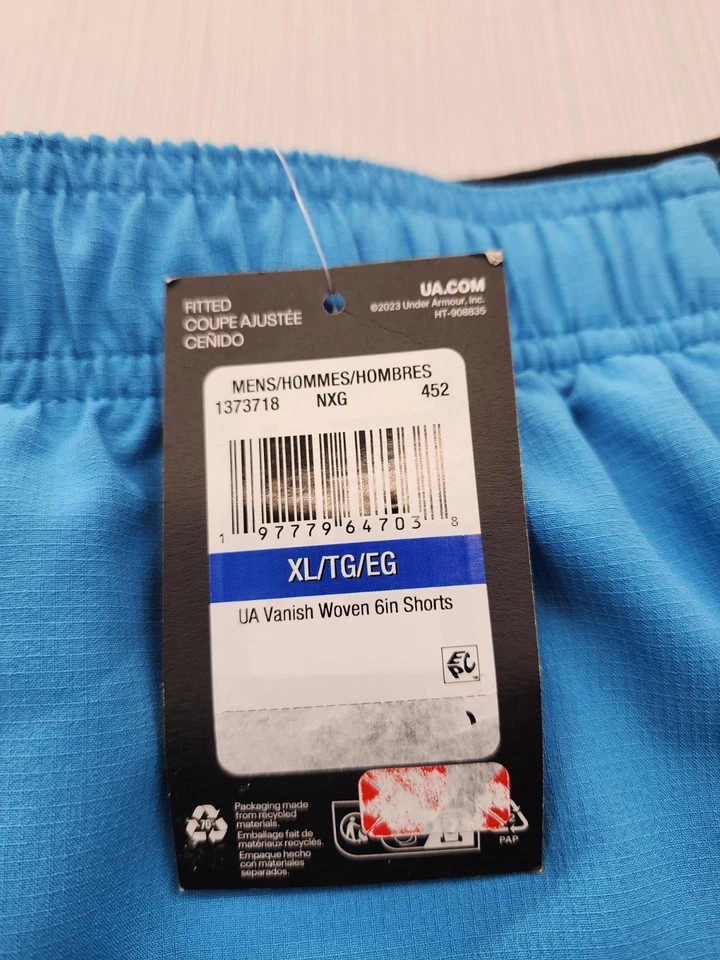 FITTED
COUPE AJUSTÉE
CEÑIDO
UA.COM
©2023 Under Armour, Inc.
HT-908835
MENS/HOMMES/HOMBRES
1373718 NXG 452
1 97779 64703 8
XL/TG/EG
UA Vanish Woven 6in Shorts
EPC
70%
Packaging made
from recycled
materials.
Emballage fait de
matériaux recyclés.
Empaque hecho
con materiales
separados.
PAP